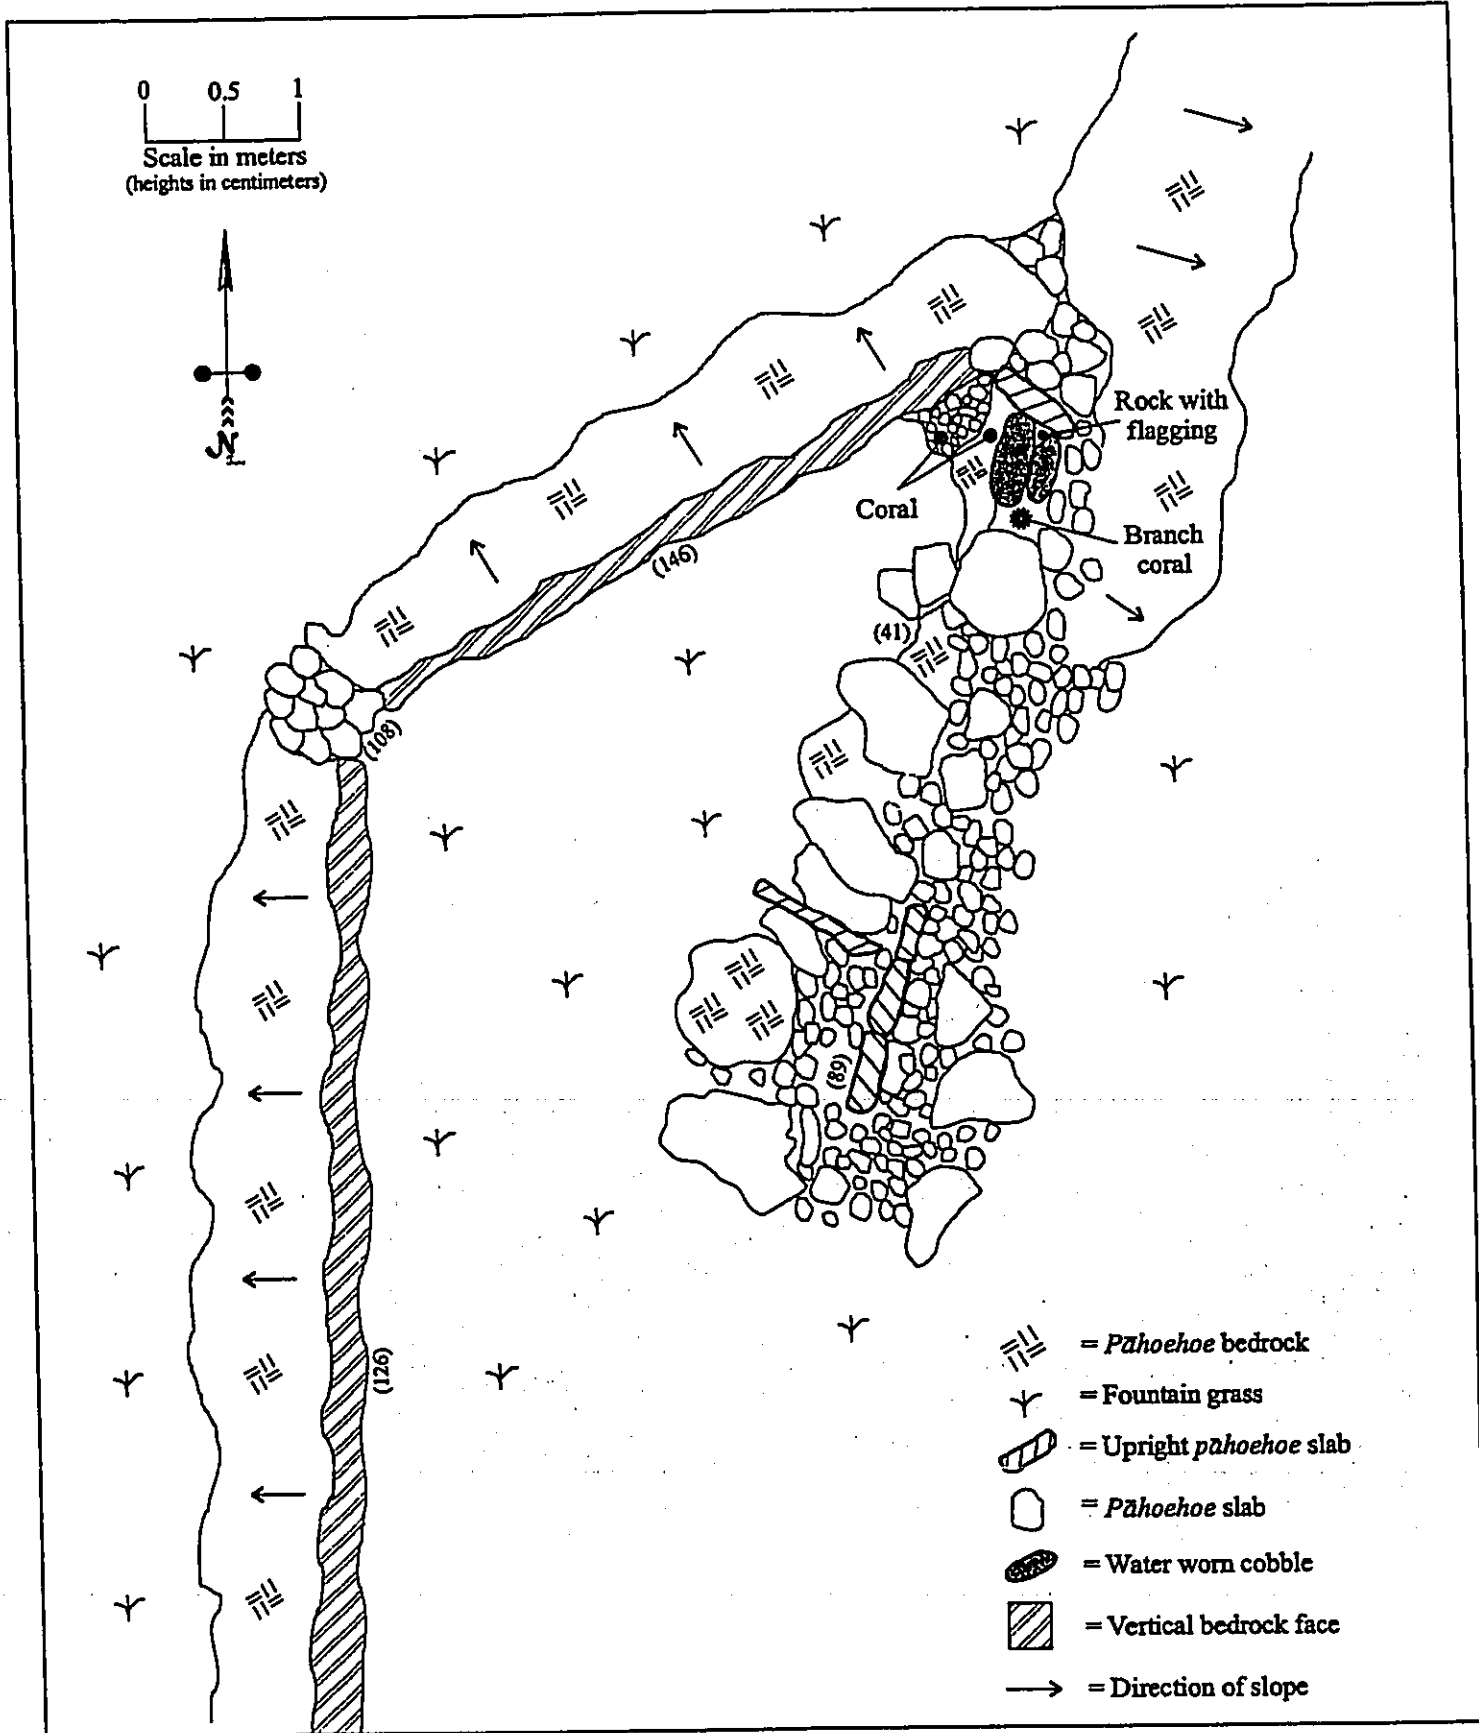 0 0.5 1
Scale in meters
(heights in centimeters)
N
Rock with
flagging
Coral
Branch
coral
(146)
(41)
(108)
(89)
(126)
= Pāhoehoe bedrock
= Fountain grass
= Upright pāhoehoe slab
= Pāhoehoe slab
= Water worn cobble
= Vertical bedrock face
= Direction of slope